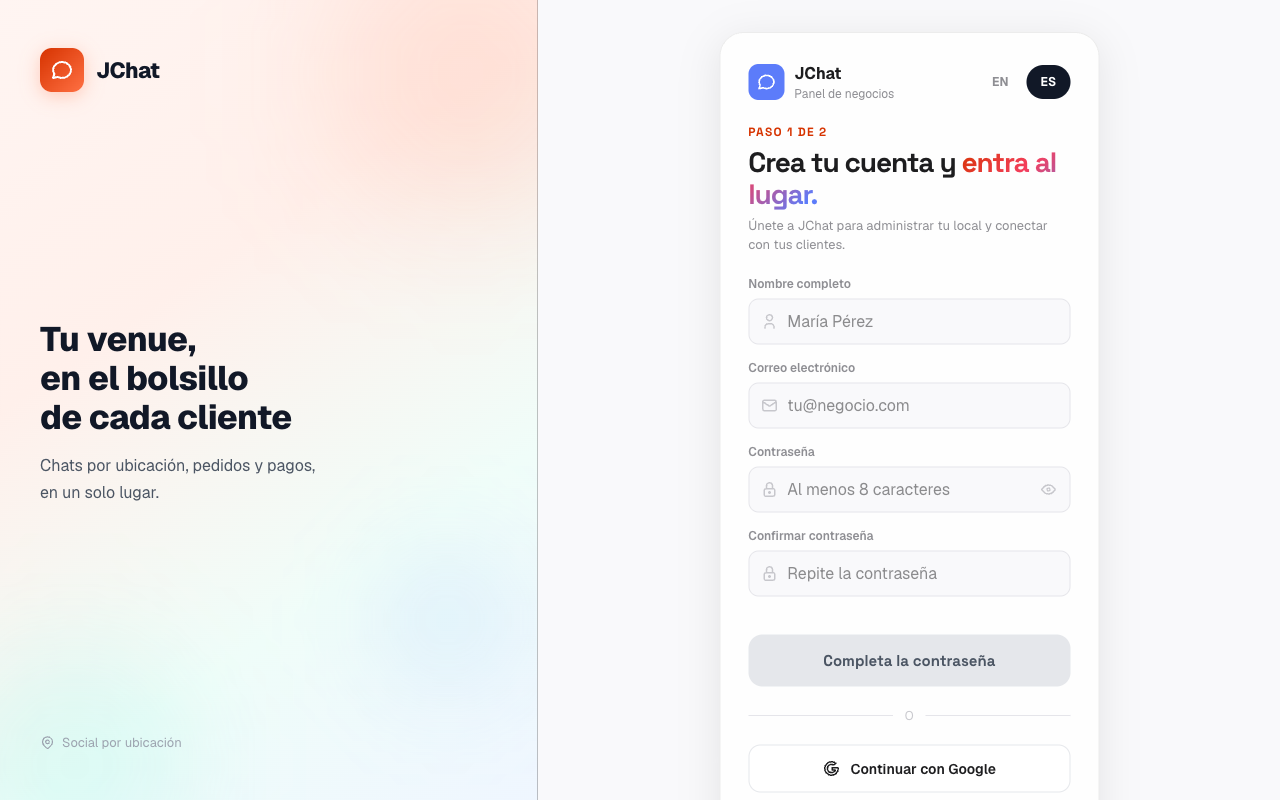 JChat
Tu venue,
en el bolsillo
de cada cliente
Chats por ubicación, pedidos y pagos,
en un solo lugar.
Social por ubicación
JChat
Panel de negocios
EN
ES
PASO 1 DE 2
Crea tu cuenta y entra al
lugar.
Únete a JChat para administrar tu local y conectar
con tus clientes.
Nombre completo
María Pérez
Correo electrónico
tu@negocio.com
Contraseña
Al menos 8 caracteres
Confirmar contraseña
Repite la contraseña
Completa la contraseña
O
Continuar con Google